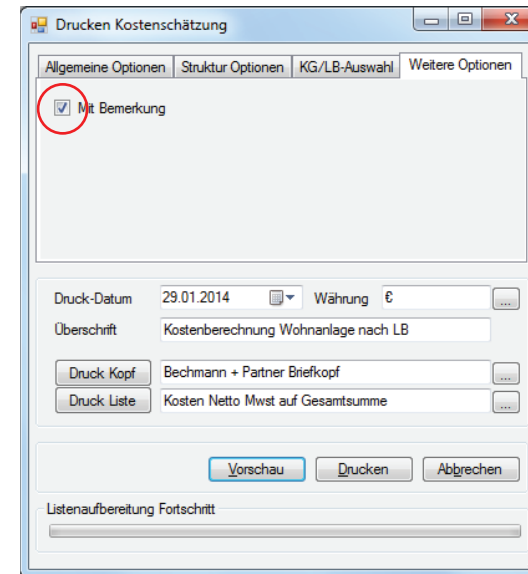 Drucken Kostenschätzung
Allgemeine Optionen Struktur Optionen KG/LB-Auswahl Weitere Optionen
Mit Bemerkung
Druck-Datum 29.01.2014 Währung € ...
Überschrift Kostenberechnung Wohnanlage nach LB
Druck Kopf Bechmann + Partner Briefkopf ...
Druck Liste Kosten Netto Mwst auf Gesamtsumme ...
Vorschau Drucken Abbrechen
Listenaufbereitung Fortschritt